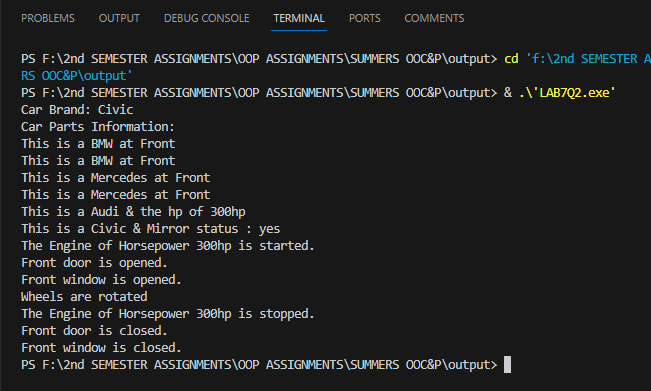 PROBLEMS OUTPUT DEBUG CONSOLE TERMINAL PORTS COMMENTS
PS F:\2nd SEMESTER ASSIGNMENTS\OOP ASSIGNMENTS\SUMMERS OOC&P\output> cd 'f:\2nd SEMESTER A
RS OOC&P\output'
PS F:\2nd SEMESTER ASSIGNMENTS\OOP ASSIGNMENTS\SUMMERS OOC&P\output> & .\'LAB7Q2.exe'
Car Brand: Civic
Car Parts Information:
This is a BMW at Front
This is a BMW at Front
This is a Mercedes at Front
This is a Mercedes at Front
This is a Audi & the hp of 300hp
This is a Civic & Mirror status : yes
The Engine of Horsepower 300hp is started.
Front door is opened.
Front window is opened.
Wheels are rotated
The Engine of Horsepower 300hp is stopped.
Front door is closed.
Front window is closed.
PS F:\2nd SEMESTER ASSIGNMENTS\OOP ASSIGNMENTS\SUMMERS OOC&P\output>